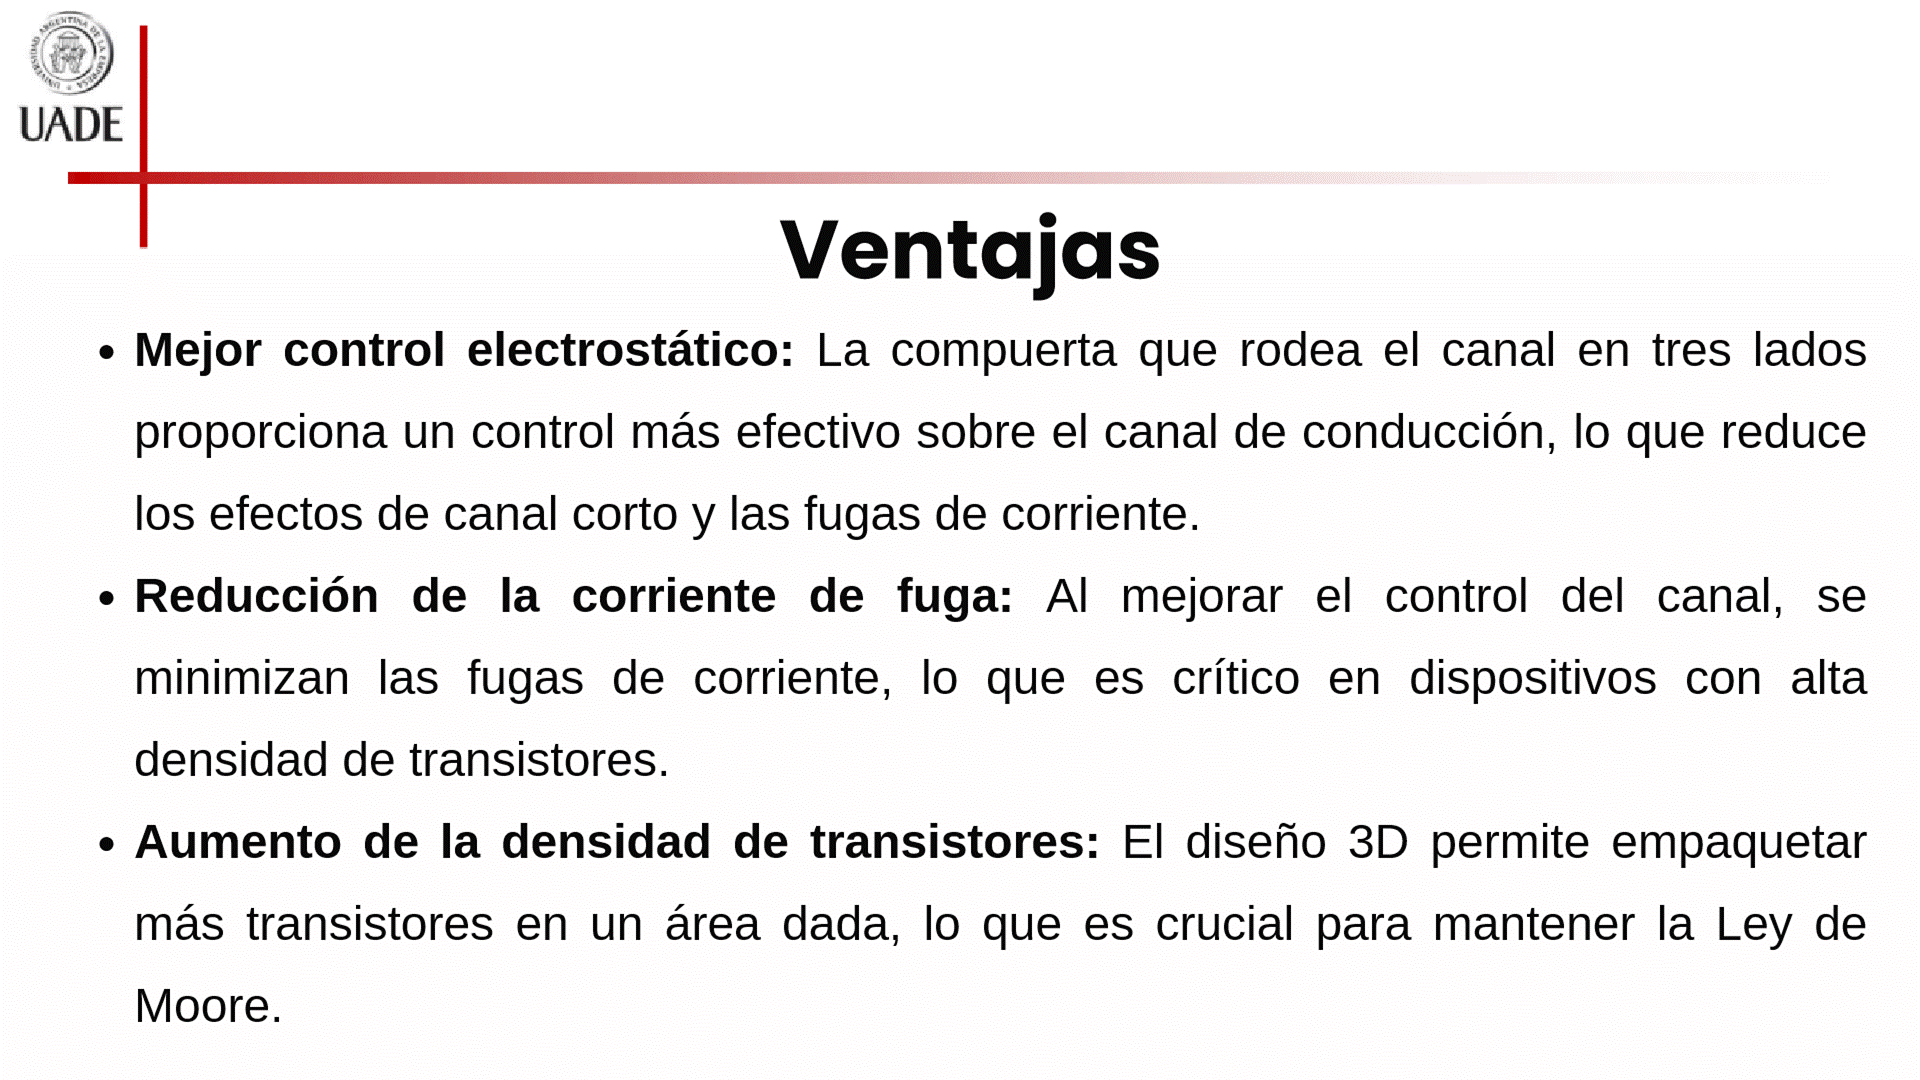 UNIVERSIDAD ARGENTINA DE LA EMPRESA
UADE
Ventajas
• Mejor control electrostático: La compuerta que rodea el canal en tres lados
proporciona un control más efectivo sobre el canal de conducción, lo que reduce
los efectos de canal corto y las fugas de corriente.
• Reducción de la corriente de fuga: Al mejorar el control del canal, se
minimizan las fugas de corriente, lo que es crítico en dispositivos con alta
densidad de transistores.
• Aumento de la densidad de transistores: El diseño 3D permite empaquetar
más transistores en un área dada, lo que es crucial para mantener la Ley de
Moore.